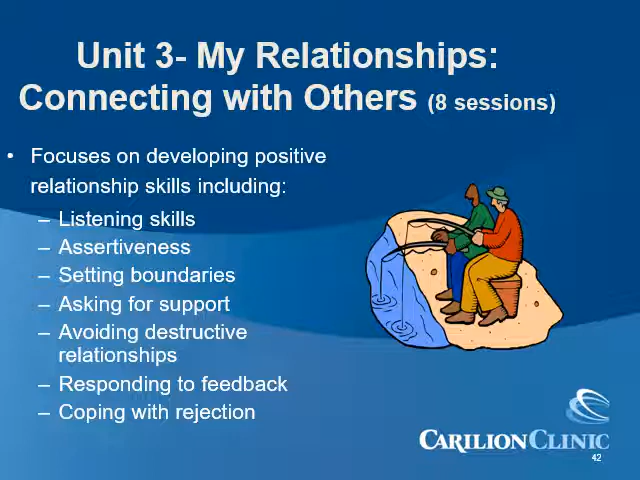 Unit 3- My Relationships:
Connecting with Others (8 sessions)
• Focuses on developing positive
relationship skills including:
– Listening skills
– Assertiveness
– Setting boundaries
– Asking for support
– Avoiding destructive
relationships
– Responding to feedback
– Coping with rejection
CARILION CLINIC
42